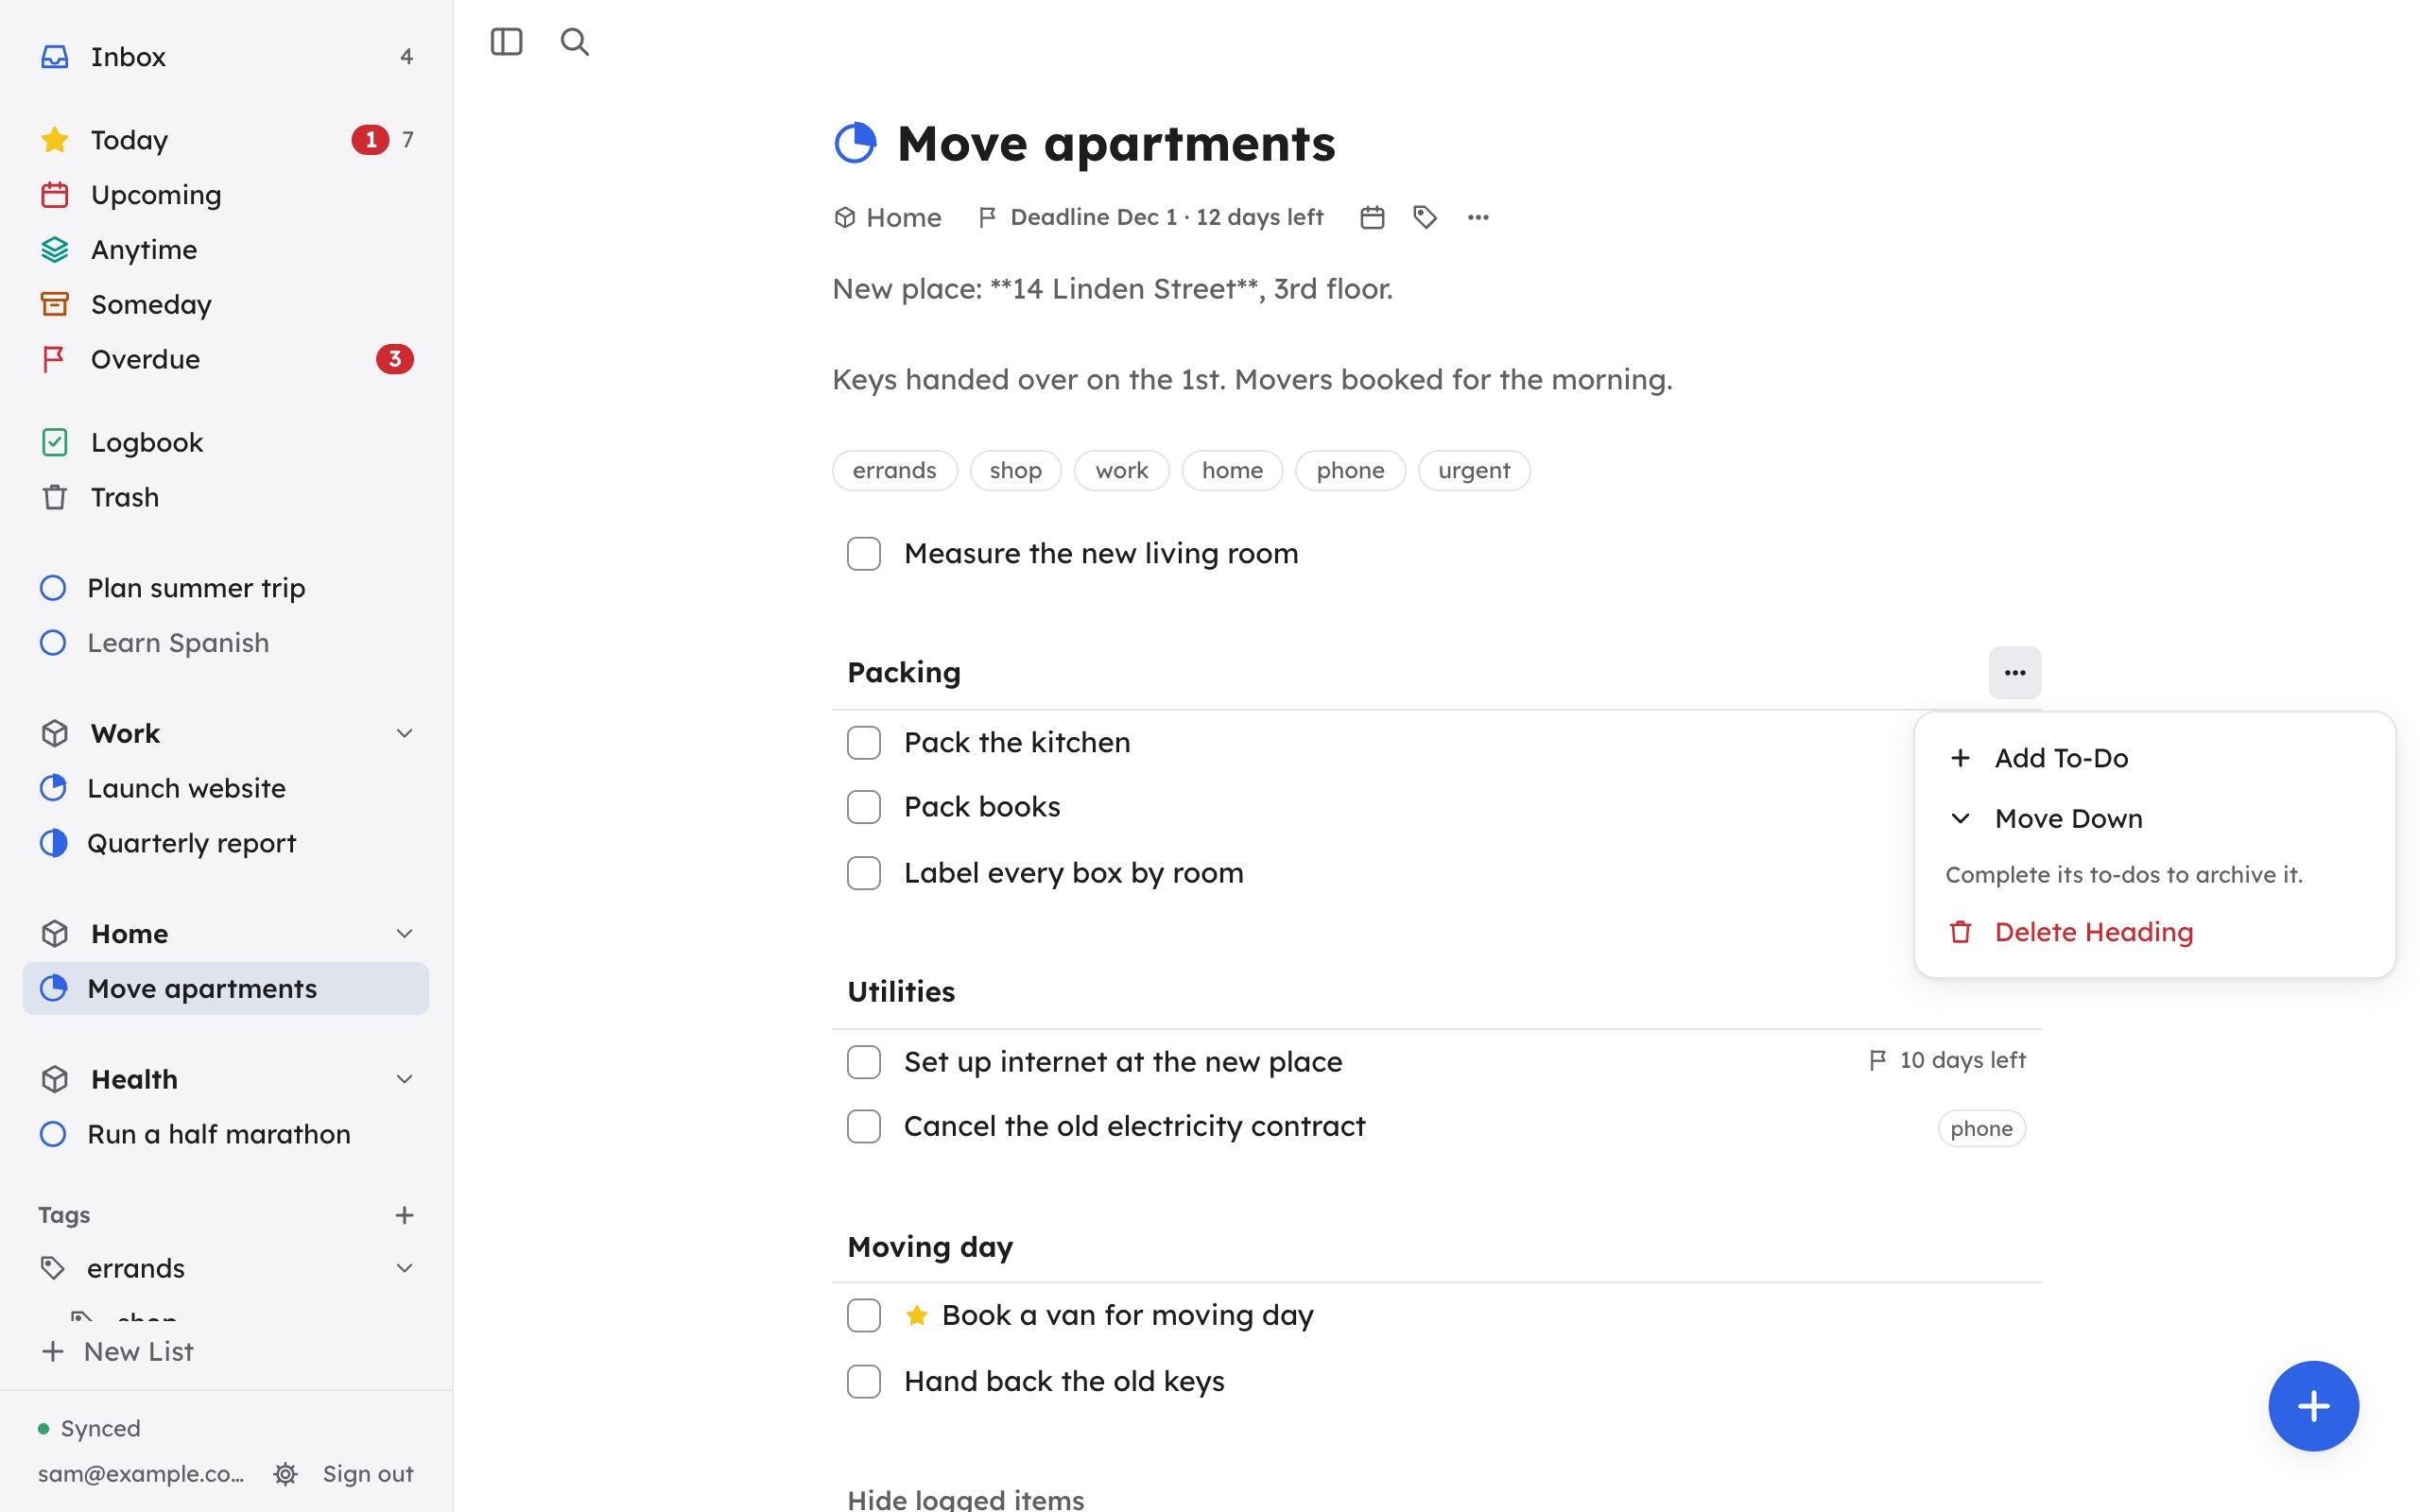 Inbox 4
Today 1 7
Upcoming
Anytime
Someday
Overdue 3
Logbook
Trash
Plan summer trip
Learn Spanish
Work
Launch website
Quarterly report
Home
Move apartments
Health
Run a half marathon
Tags
errands
shop
New List
Synced
sam@example.co...
Sign out
Move apartments
Home
Deadline Dec 1 · 12 days left
New place: **14 Linden Street**, 3rd floor.
Keys handed over on the 1st. Movers booked for the morning.
errands shop work home phone urgent
Measure the new living room
Packing
Pack the kitchen
Pack books
Label every box by room
Add To-Do
Move Down
Complete its to-dos to archive it.
Delete Heading
Utilities
Set up internet at the new place 10 days left
Cancel the old electricity contract phone
Moving day
Book a van for moving day
Hand back the old keys
Hide logged items